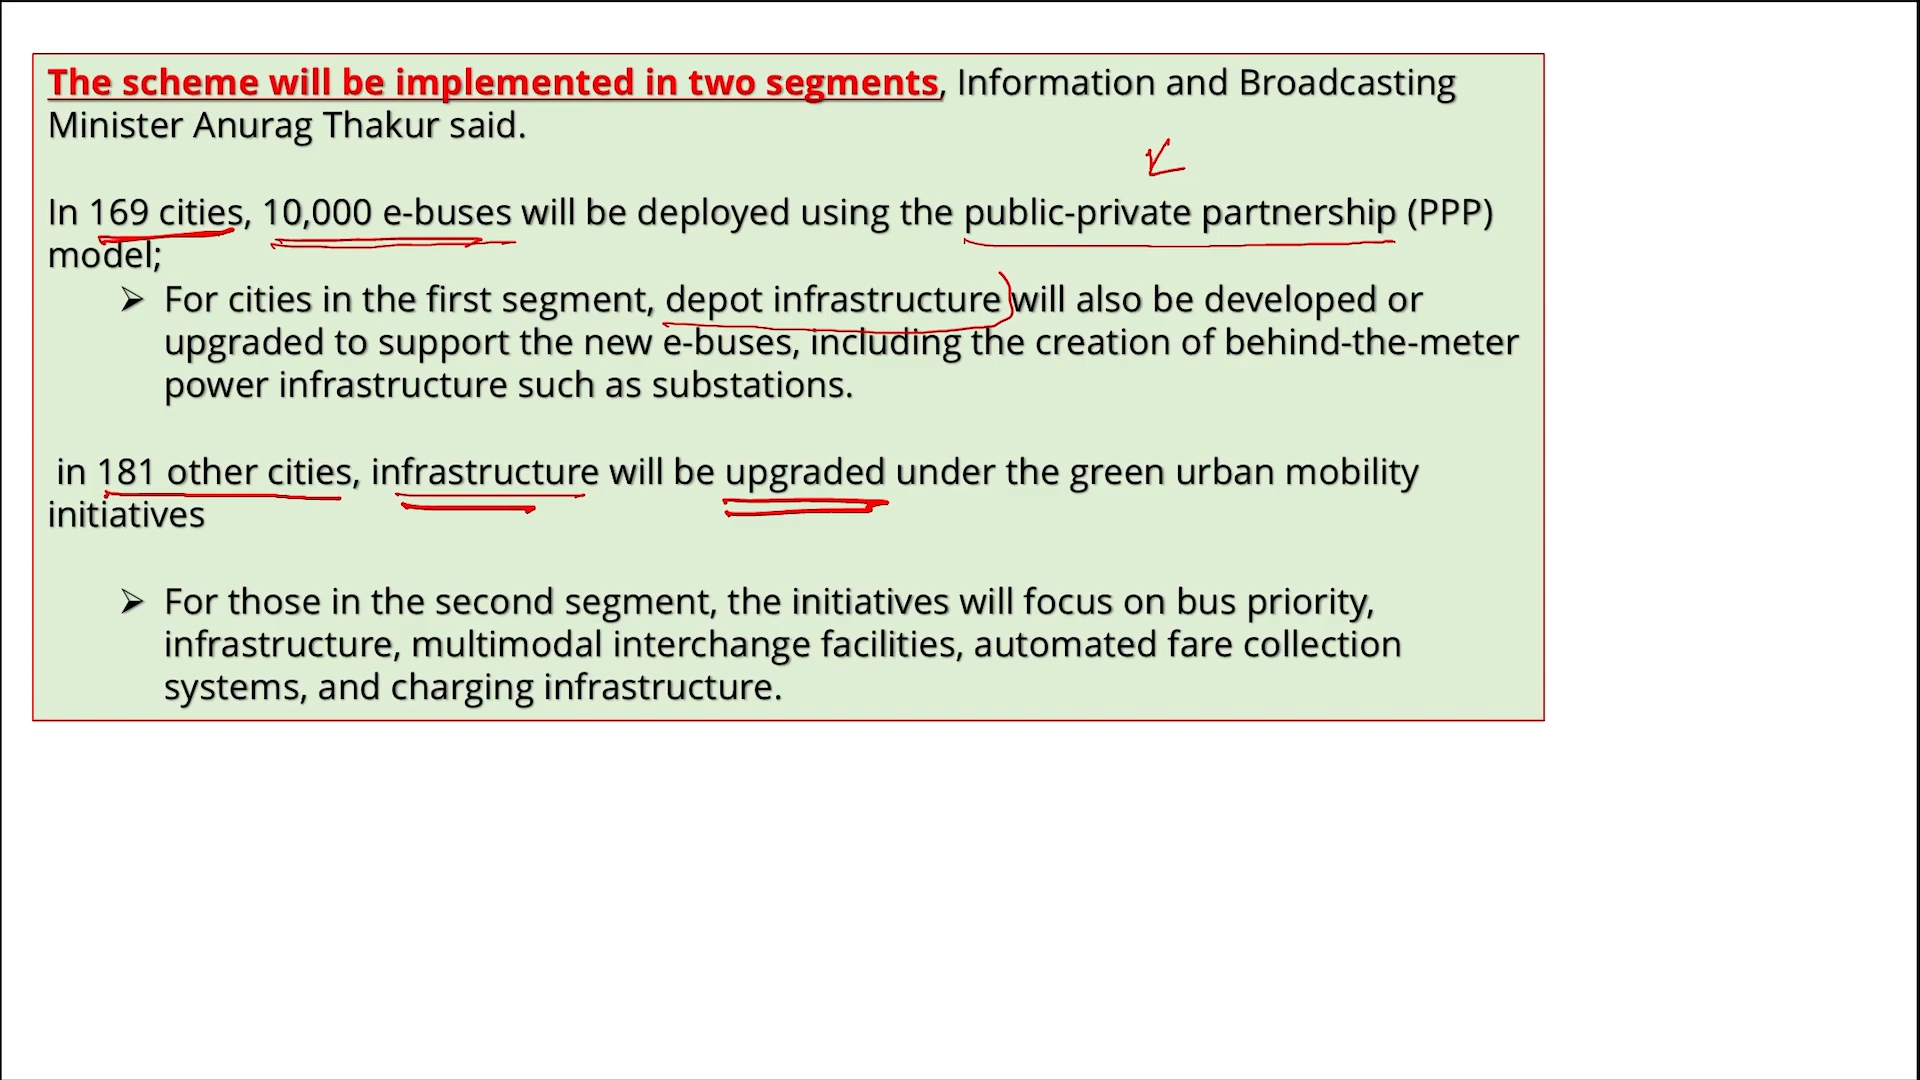 The scheme will be implemented in two segments, Information and Broadcasting
Minister Anurag Thakur said.
In 169 cities, 10,000 e-buses will be deployed using the public-private partnership (PPP)
model;
➢ For cities in the first segment, depot infrastructure will also be developed or
upgraded to support the new e-buses, including the creation of behind-the-meter
power infrastructure such as substations.
in 181 other cities, infrastructure will be upgraded under the green urban mobility
initiatives
➢ For those in the second segment, the initiatives will focus on bus priority,
infrastructure, multimodal interchange facilities, automated fare collection
systems, and charging infrastructure.